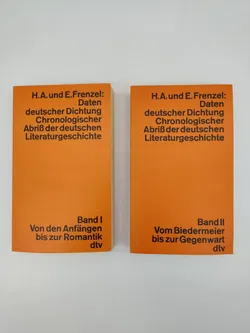 H.A. und E. Frenzel:
Daten
deutscher Dichtung
Chronologischer
Abriß der deutschen
Literaturgeschichte
Band I
Von den Anfängen
bis zur Romantik
dtv
H.A. und E. Frenzel:
Daten
deutscher Dichtung
Chronologischer
Abriß der deutschen
Literaturgeschichte
Band II
Vom Biedermeier
bis zur Gegenwart
dtv